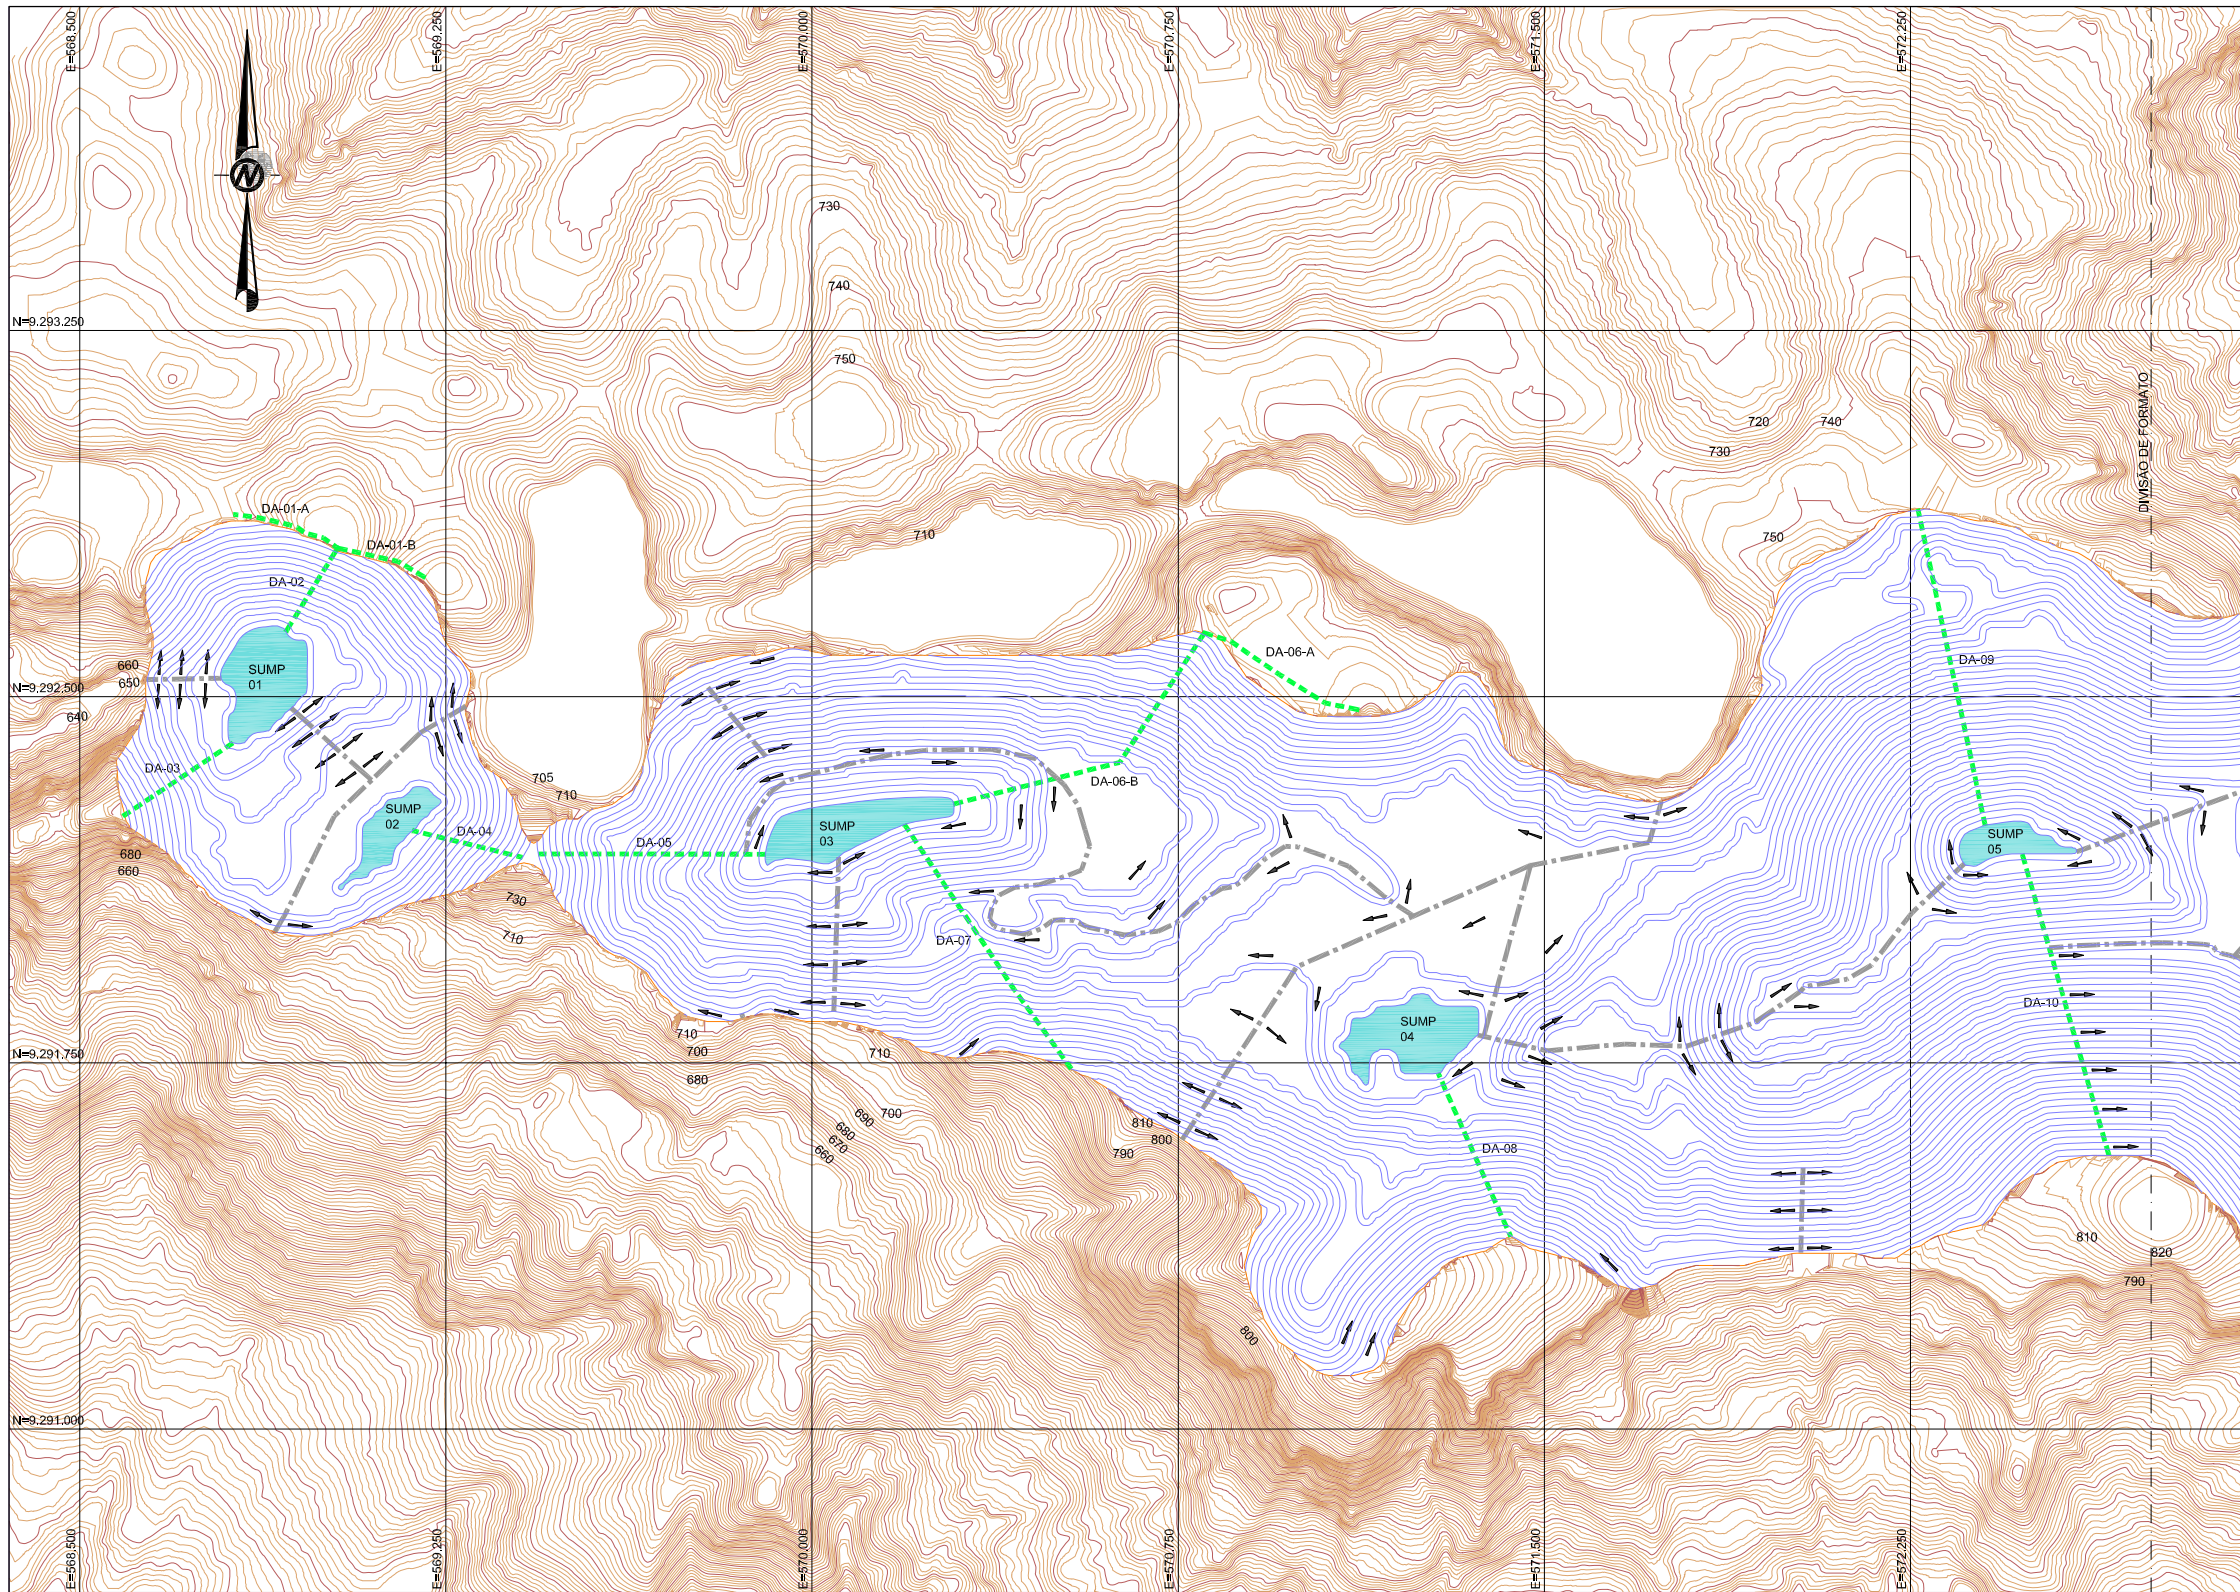 E=568.500
E=569.250
E=570.000
E=570.750
E=571.500
E=572.250
N
730
740
N=9.293.250
750
DIVISÃO DE FORMATO
720
740
730
DA-01-A
710
750
DA-01-B
DA-02
DA-06-A
DA-09
660
SUMP
01
650
N=9.292.500
640
DA-03
705
710
DA-06-B
SUMP
02
DA-04
DA-05
SUMP
03
SUMP
05
680
660
730
710
DA-07
DA-10
SUMP
04
710
700
710
N=9.291.750
680
690
700
680
670
660
810
800
790
DA-08
810
820
790
800
N=9.291.000
E=568.500
E=569.250
E=570.000
E=570.750
E=571.500
E=572.250